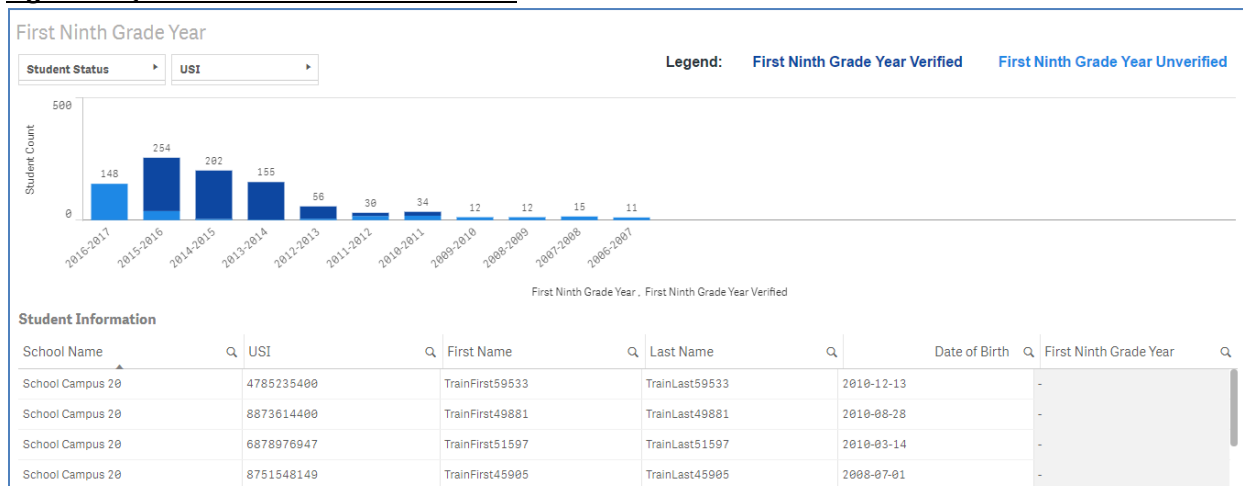 First Ninth Grade Year
Student Status USI Legend: First Ninth Grade Year Verified First Ninth Grade Year Unverified
500
Student Count
0
148 254 202 155 56 30 34 12 12 15 11
2016-2017 2015-2016 2014-2015 2013-2014 2012-2013 2011-2012 2010-2011 2009-2010 2008-2009 2007-2008 2006-2007
First Ninth Grade Year , First Ninth Grade Year Verified
Student Information
School Name USI First Name Last Name Date of Birth First Ninth Grade Year
School Campus 20 4785235400 TrainFirst59533 TrainLast59533 2010-12-13 -
School Campus 20 8873614400 TrainFirst49881 TrainLast49881 2010-08-28 -
School Campus 20 6878976947 TrainFirst51597 TrainLast51597 2010-03-14 -
School Campus 20 8751548149 TrainFirst45905 TrainLast45905 2008-07-01 -